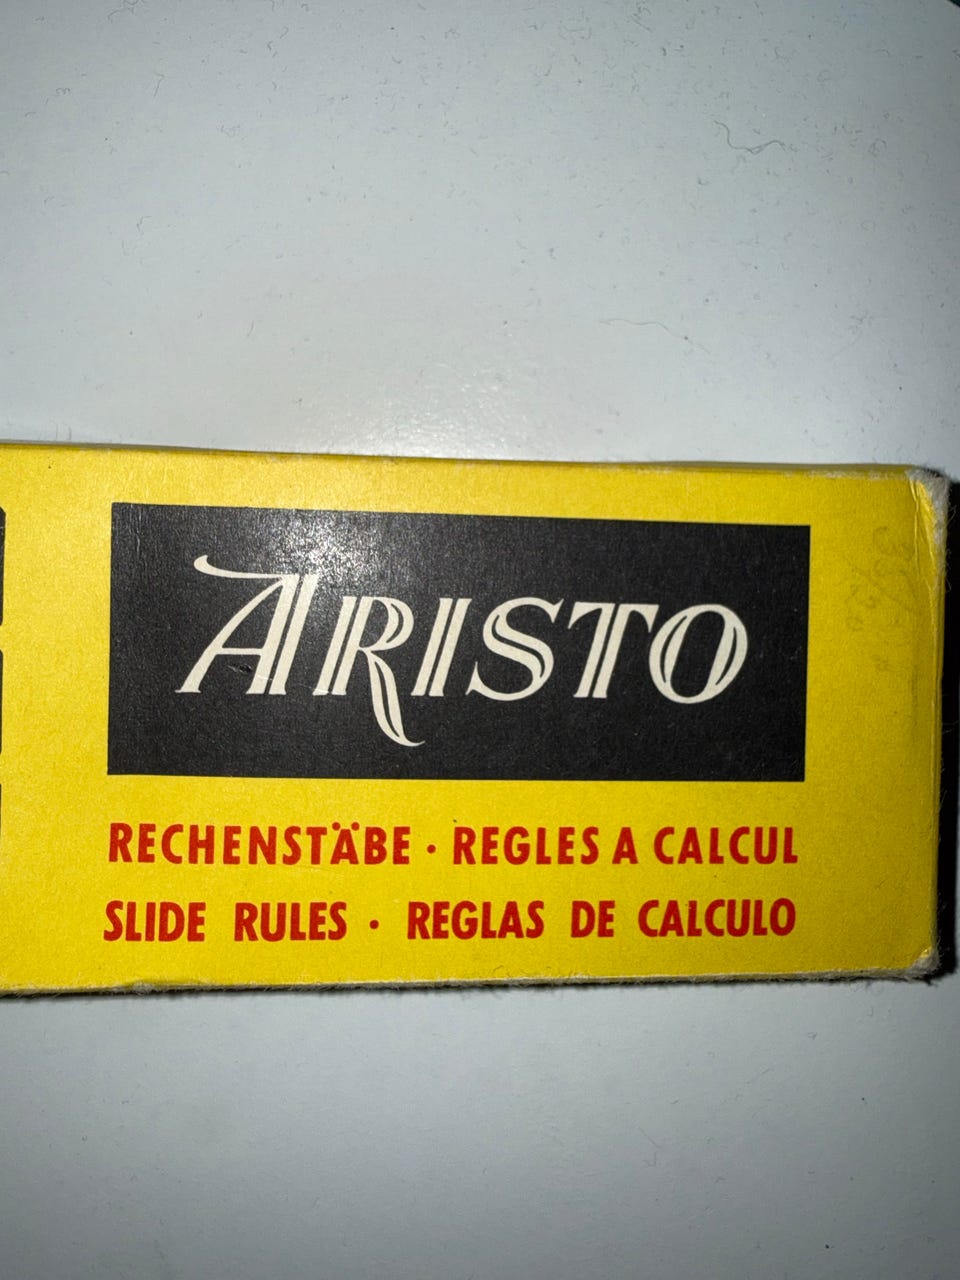 ARISTO
RECHENSTÄBE · REGLES A CALCUL
SLIDE RULES · REGLAS DE CALCULO